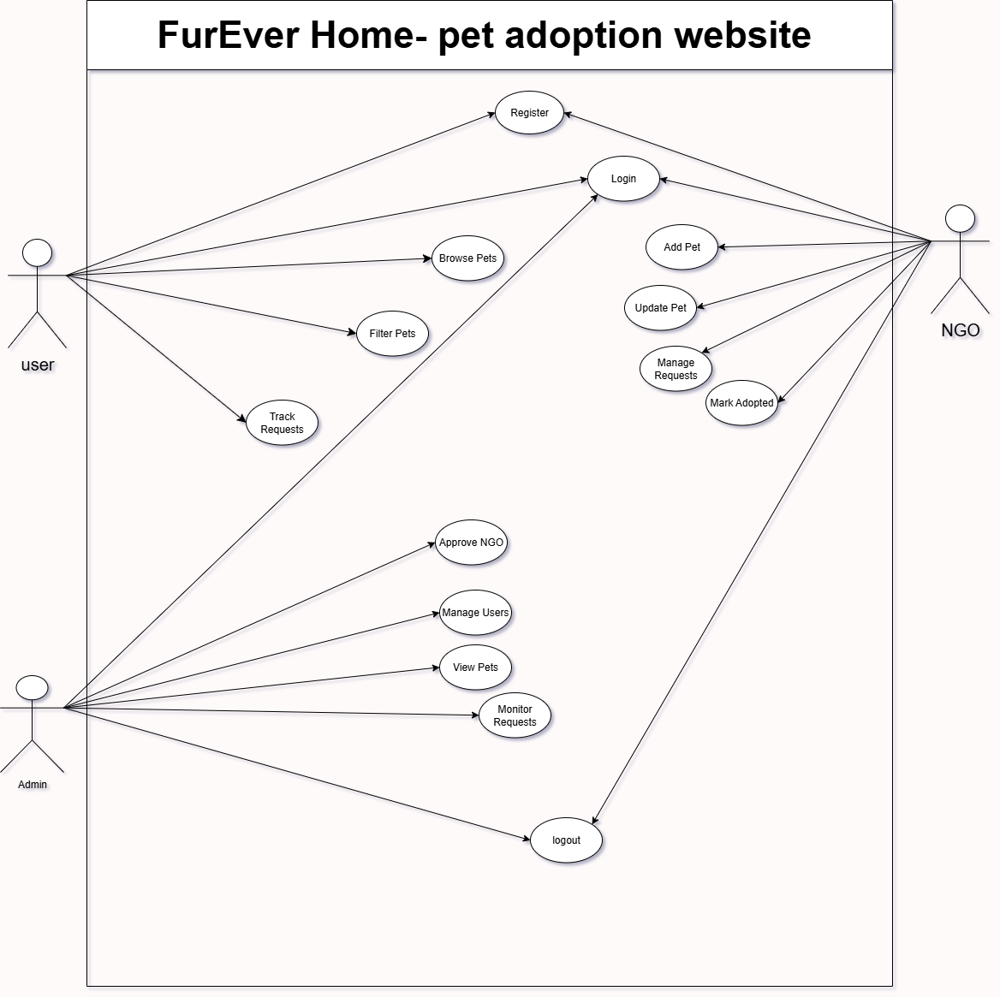 FurEver Home- pet adoption website
Register
Login
Add Pet
Browse Pets
Update Pet
NGO
Filter Pets
user
Manage
Requests
Mark Adopted
Track
Requests
Approve NGO
Manage Users
View Pets
Monitor
Requests
Admin
logout